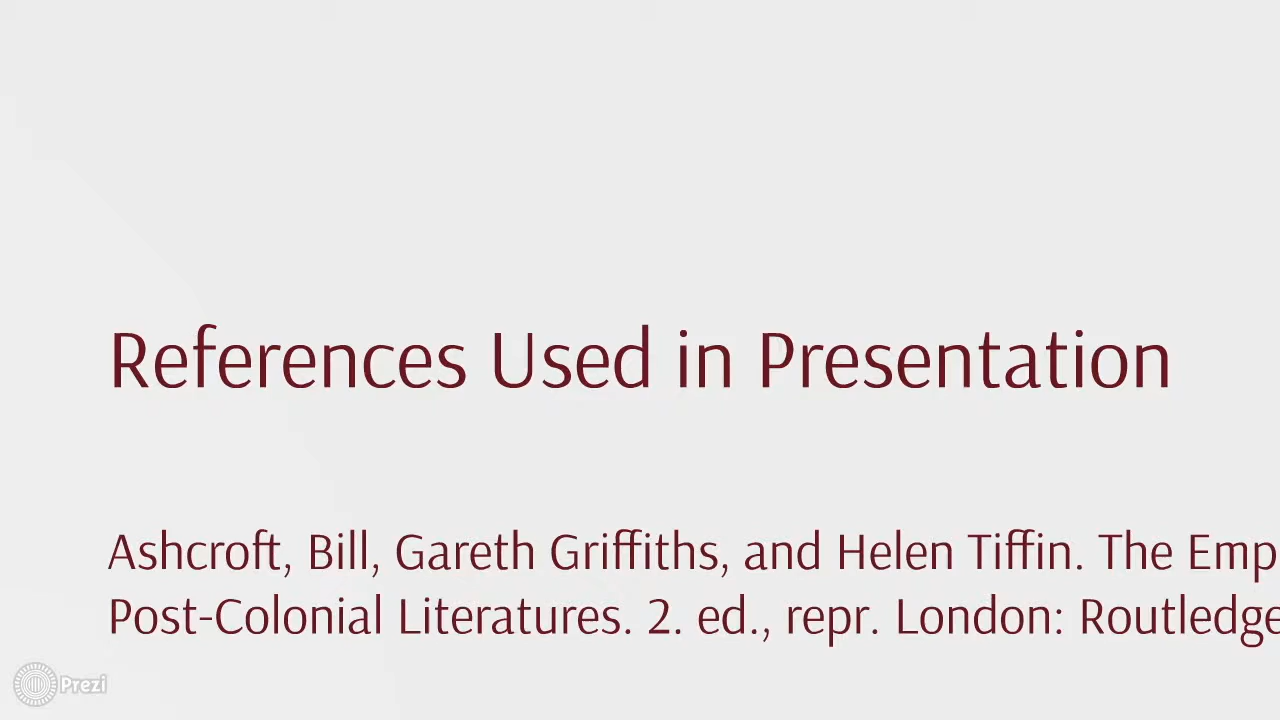 References Used in Presentation
Ashcroft, Bill, Gareth Griffiths, and Helen Tiffin. The Emp
Post-Colonial Literatures. 2. ed., repr. London: Routledge
Prezi